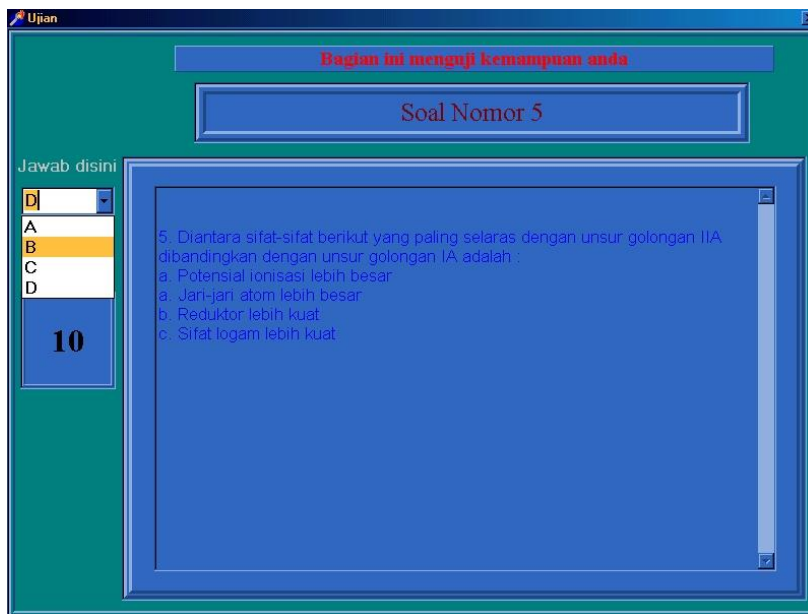 Ujian
Bagian ini menguji kemampuan anda
Soal Nomor 5
Jawab disini
D
A
B
C
D
10
5. Diantara sifat-sifat berikut yang paling selaras dengan unsur golongan IIA
dibandingkan dengan unsur golongan IA adalah :
a. Potensial ionisasi lebih besar
a. Jari-jari atom lebih besar
b. Reduktor lebih kuat
c. Sifat logam lebih kuat